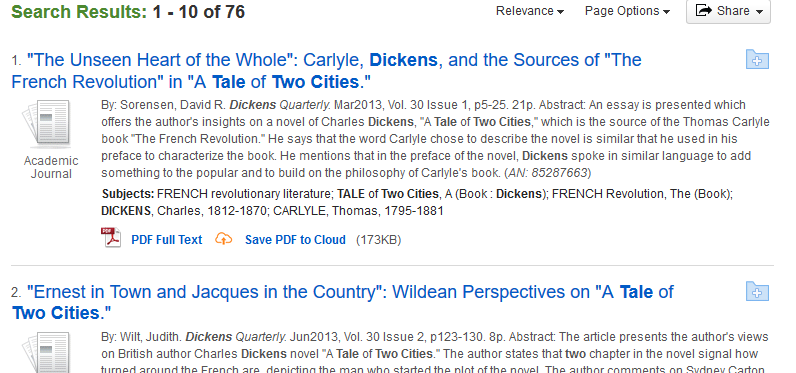 Search Results: 1 - 10 of 76
Relevance Page Options Share
1. "The Unseen Heart of the Whole": Carlyle, Dickens, and the Sources of "The
French Revolution" in "A Tale of Two Cities."
By: Sorensen, David R. Dickens Quarterly. Mar2013, Vol. 30 Issue 1, p5-25. 21p. Abstract: An essay is presented which
offers the author's insights on a novel of Charles Dickens, "A Tale of Two Cities," which is the source of the Thomas Carlyle
book "The French Revolution." He says that the word Carlyle chose to describe the novel is similar that he used in his
preface to characterize the book. He mentions that in the preface of the novel, Dickens spoke in similar language to add
something to the popular and to build on the philosophy of Carlyle's book. (AN: 85287663)
Academic
Journal
Subjects: FRENCH revolutionary literature; TALE of Two Cities, A (Book : Dickens); FRENCH Revolution, The (Book);
DICKENS, Charles, 1812-1870; CARLYLE, Thomas, 1795-1881
PDF Full Text Save PDF to Cloud (173KB)
2. "Ernest in Town and Jacques in the Country": Wildean Perspectives on "A Tale of
Two Cities."
By: Wilt, Judith. Dickens Quarterly. Jun2013, Vol. 30 Issue 2, p123-130. 8p. Abstract: The article presents the author's views
on British author Charles Dickens novel "A Tale of Two Cities." The author states that two chapter in the novel signal how
turned around the French are, depicting the man who started the plot of the novel. The author comments on Sydney Carton